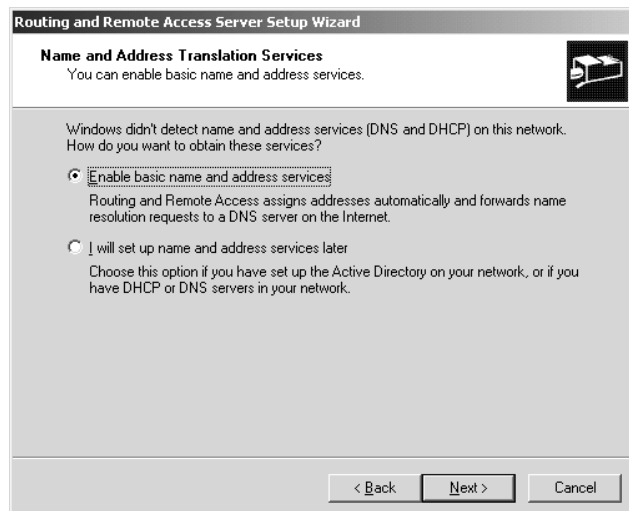 Routing and Remote Access Server Setup Wizard
Name and Address Translation Services
You can enable basic name and address services.
Windows didn't detect name and address services (DNS and DHCP) on this network.
How do you want to obtain these services?
Enable basic name and address services
Routing and Remote Access assigns addresses automatically and forwards name
resolution requests to a DNS server on the Internet.
I will set up name and address services later
Choose this option if you have set up the Active Directory on your network, or if you
have DHCP or DNS servers in your network.
< Back Next > Cancel